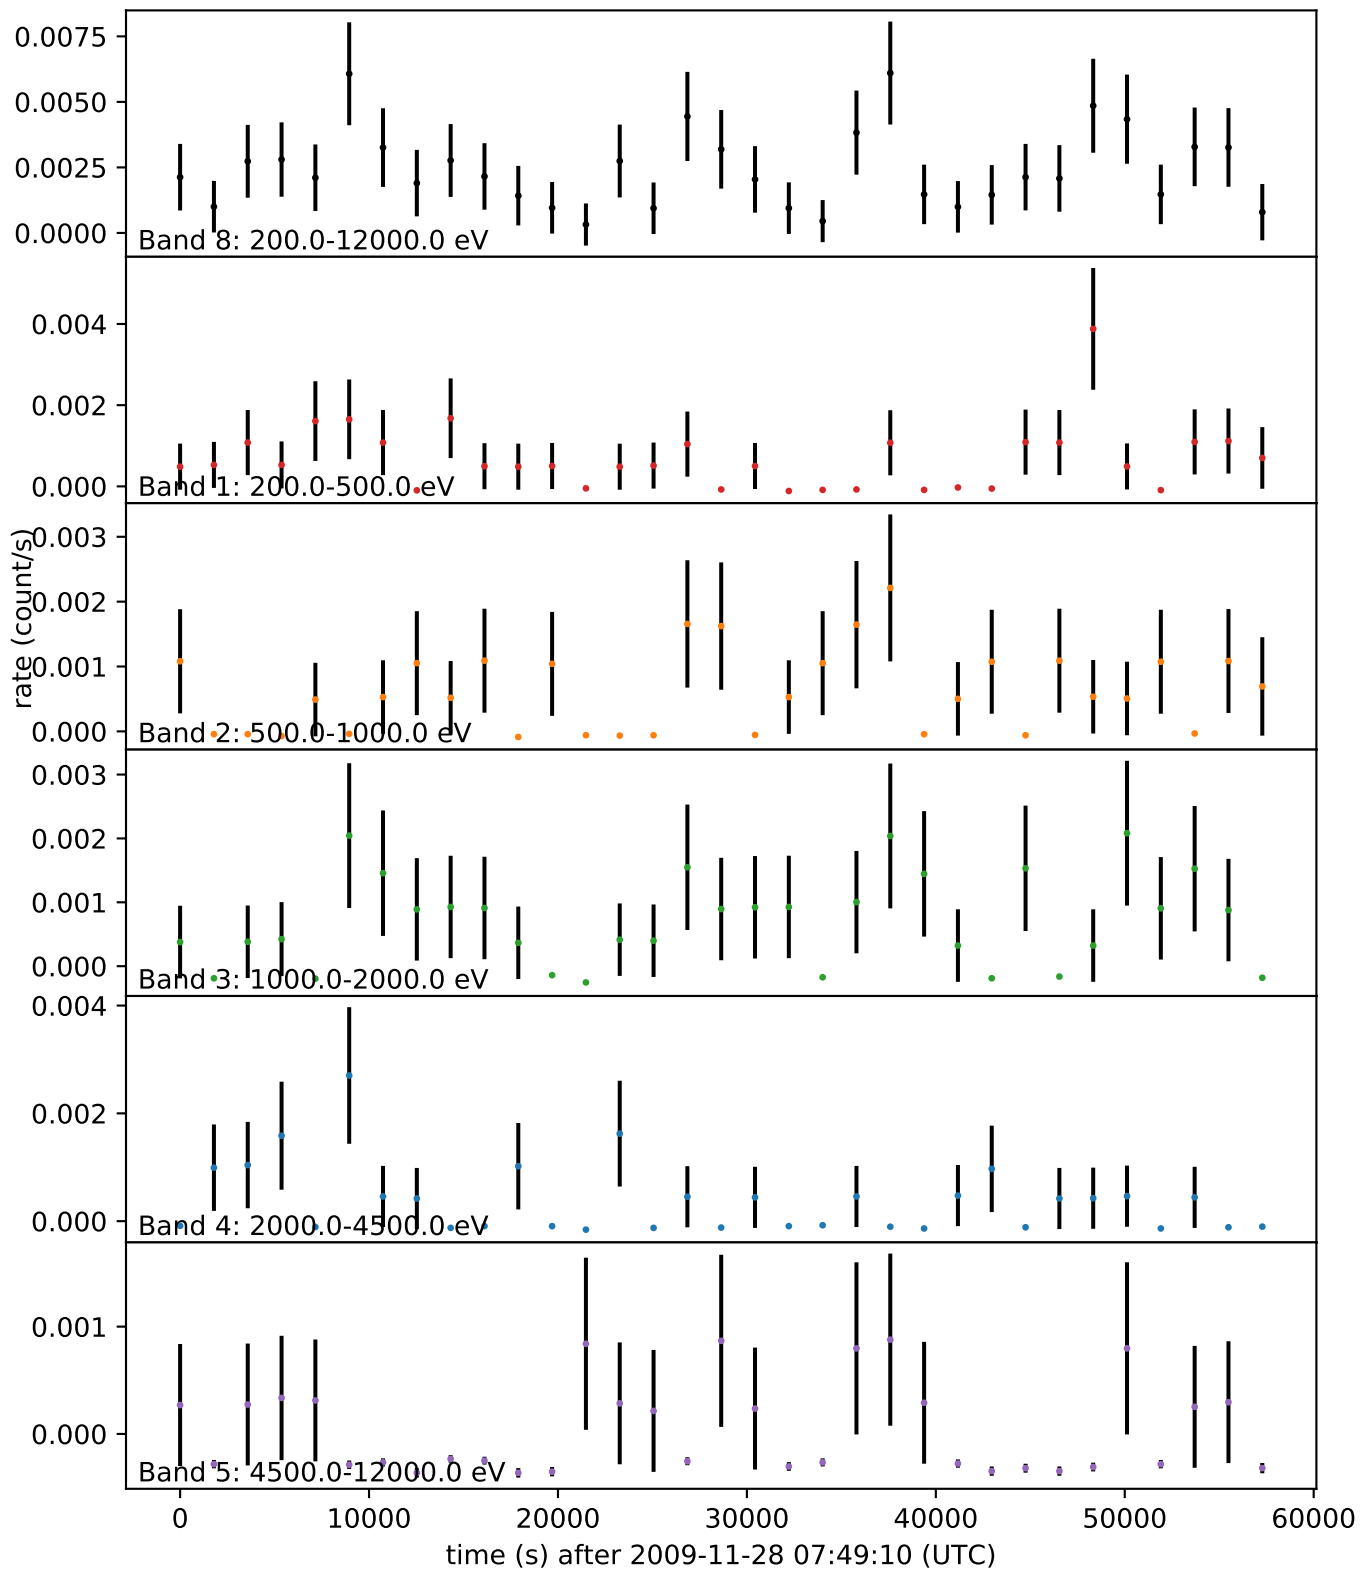 0.0075
0.0050
0.0025
0.0000
Band 8: 200.0-12000.0 eV
0.004
0.002
0.000
Band 1: 200.0-500.0 eV
rate (count/s)
0.003
0.002
0.001
0.000
Band 2: 500.0-1000.0 eV
0.003
0.002
0.001
0.000
Band 3: 1000.0-2000.0 eV
0.004
0.002
0.000
Band 4: 2000.0-4500.0 eV
0.001
0.000
Band 5: 4500.0-12000.0 eV
0 10000 20000 30000 40000 50000 60000
time (s) after 2009-11-28 07:49:10 (UTC)